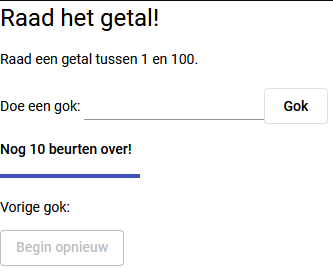 Raad het getal!
Raad een getal tussen 1 en 100.
Doe een gok: Gok
Nog 10 beurten over!
Vorige gok:
Begin opnieuw